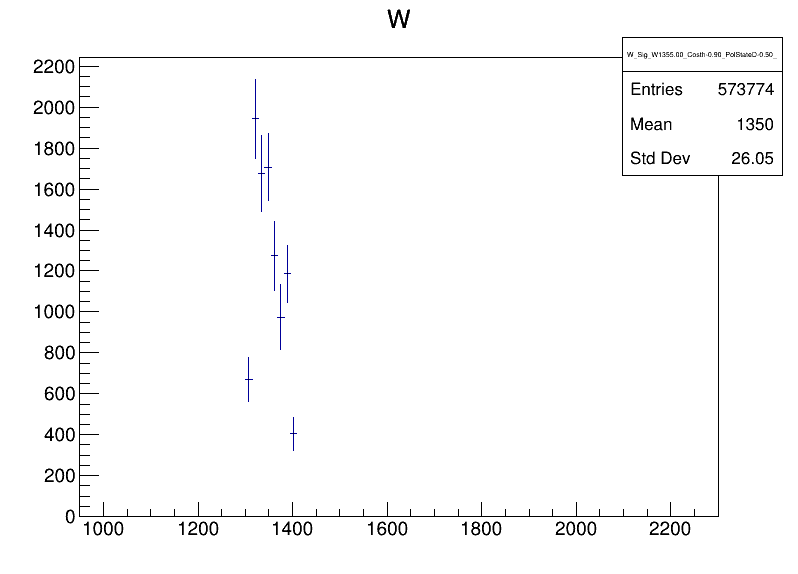 W
W_Sig_W1355.00_Costh-0.90_PolStateD-0.50_
Entries 573774
Mean 1350
Std Dev 26.05
2200
2000
1800
1600
1400
1200
1000
800
600
400
200
0
1000 1200 1400 1600 1800 2000 2200